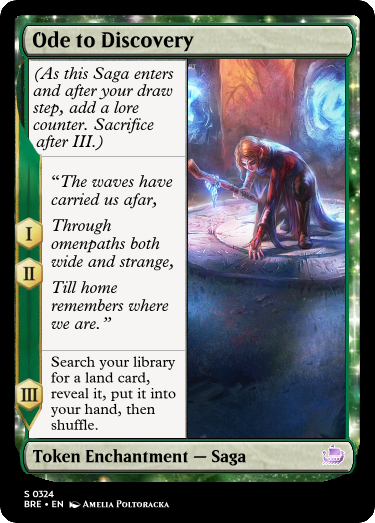 Ode to Discovery
(As this Saga enters
and after your draw
step, add a lore
counter. Sacrifice
after III.)
I
II
“The waves have
carried us afar,
Through
omenpaths both
wide and strange,
Till home
remembers where
we are.”
III
Search your library
for a land card,
reveal it, put it into
your hand, then
shuffle.
Token Enchantment — Saga
S 0324
BRE • EN Amelia Poltoracka